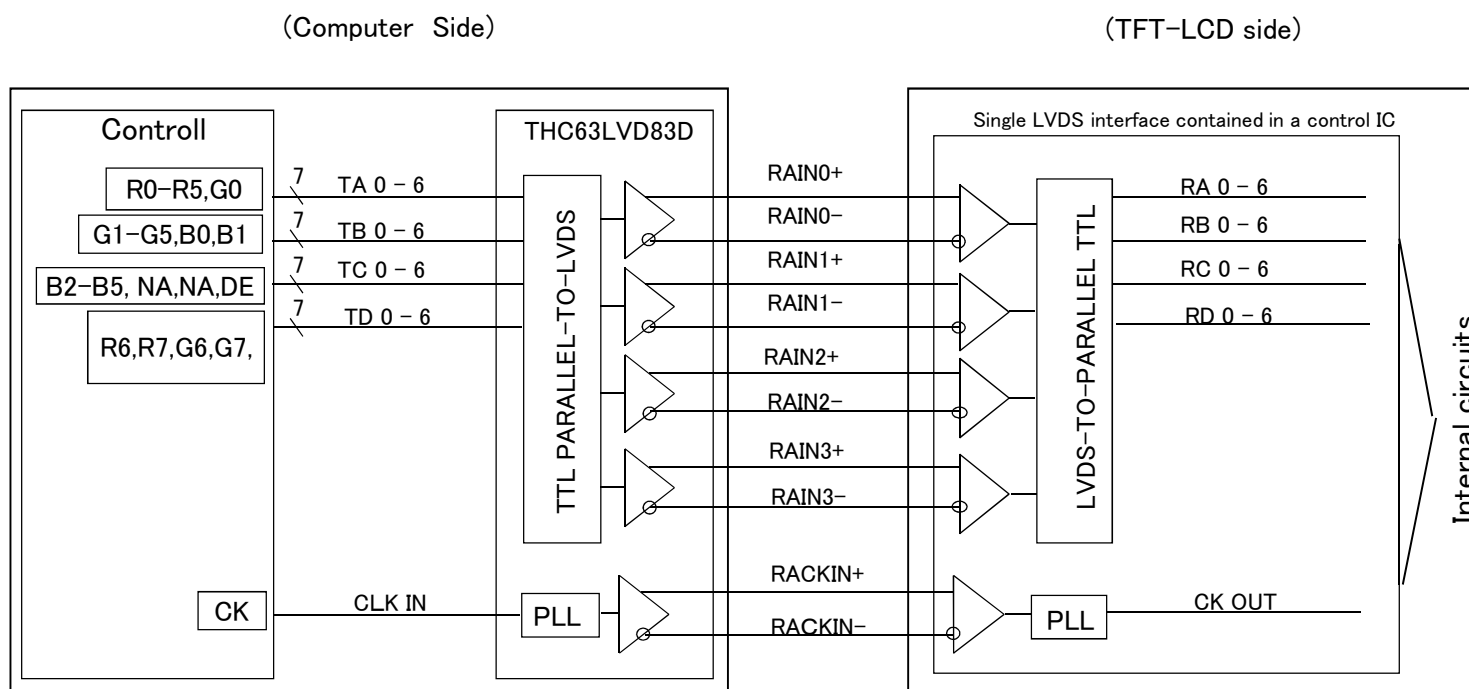 (Computer Side)
(TFT-LCD side)
Controll
THC63LVD83D
Single LVDS interface contained in a control IC
R0-R5,G0
7
TA 0-6
G1-G5,B0,B1
7
TB 0-6
B2-B5, NA,NA,DE
7
TC 0-6
R6,R7,G6,G7,
7
TD 0-6
TTL PARALLEL-TO-LVDS
RAIN0+
RAIN0-
RAIN1+
RAIN1-
RAIN2+
RAIN2-
RAIN3+
RAIN3-
LVDS-TO-PARALLEL TTL
RA 0-6
RB 0-6
RC 0-6
RD 0-6
Internal circuits
CK
CLK IN
PLL
RACKIN+
RACKIN-
PLL
CK OUT